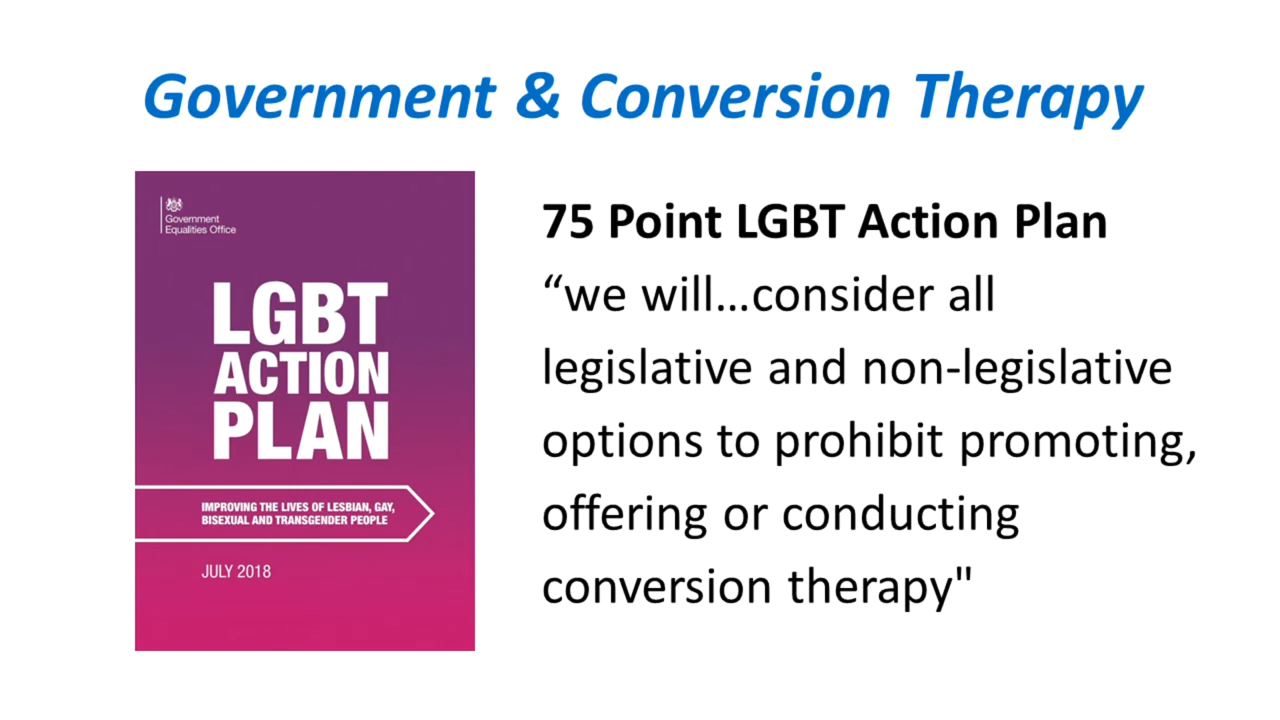 Government & Conversion Therapy
Government
Equalities Office
LGBT
ACTION
PLAN
IMPROVING THE LIVES OF LESBIAN, GAY,
BISEXUAL AND TRANSGENDER PEOPLE
JULY 2018
75 Point LGBT Action Plan
“we will...consider all
legislative and non-legislative
options to prohibit promoting,
offering or conducting
conversion therapy"